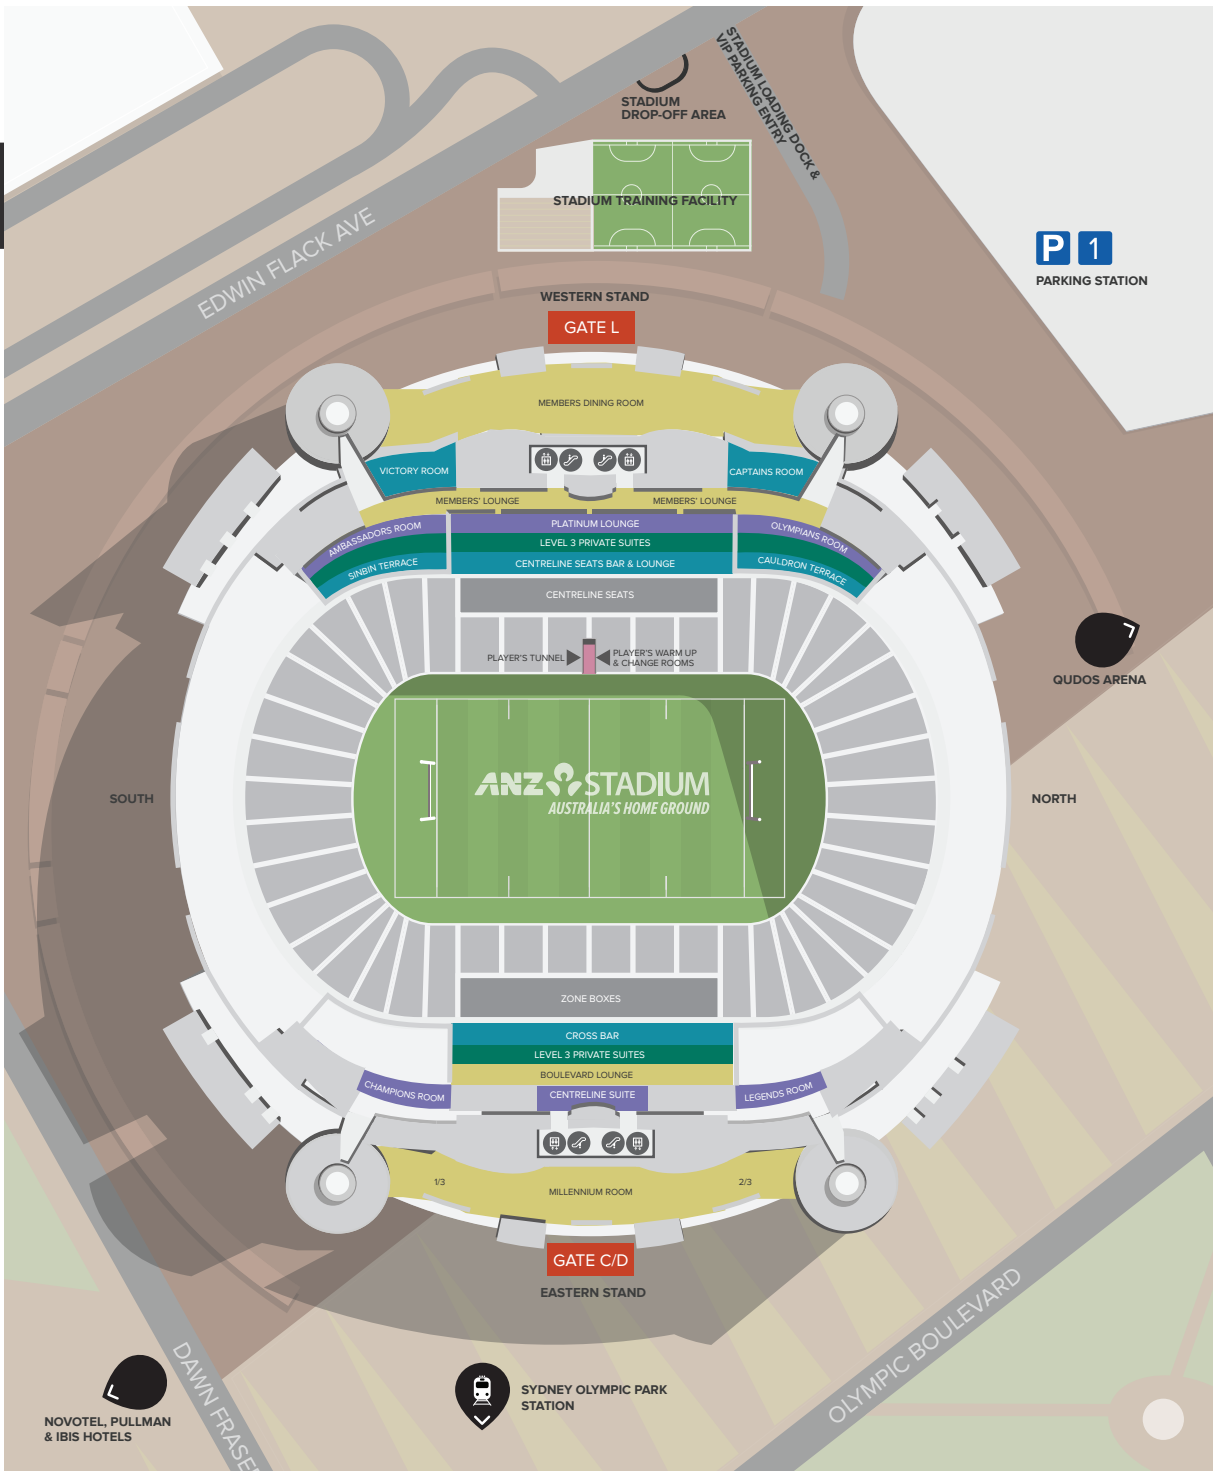 STADIUM LOADING DOCK &
VIP PARKING ENTRY
STADIUM
DROP-OFF AREA
STADIUM TRAINING FACILITY
EDWIN FLACK AVE
P 1
PARKING STATION
WESTERN STAND
GATE L
MEMBERS DINING ROOM
VICTORY ROOM
CAPTAINS ROOM
MEMBERS' LOUNGE
MEMBERS' LOUNGE
AMBASSADORS ROOM
PLATINUM LOUNGE
OLYMPIANS ROOM
LEVEL 3 PRIVATE SUITES
SINBIN TERRACE
CENTRELINE SEATS BAR & LOUNGE
CAULDRON TERRACE
CENTRELINE SEATS
PLAYER'S TUNNEL
PLAYER'S WARM UP
& CHANGE ROOMS
QUDOS ARENA
ANZ STADIUM
AUSTRALIA'S HOME GROUND
SOUTH
NORTH
ZONE BOXES
CROSS BAR
LEVEL 3 PRIVATE SUITES
BOULEVARD LOUNGE
CHAMPIONS ROOM
CENTRELINE SUITE
LEGENDS ROOM
1/3
2/3
MILLENNIUM ROOM
GATE C/D
EASTERN STAND
OLYMPIC BOULEVARD
DAWN FRASER
SYDNEY OLYMPIC PARK
STATION
NOVOTEL, PULLMAN
& IBIS HOTELS